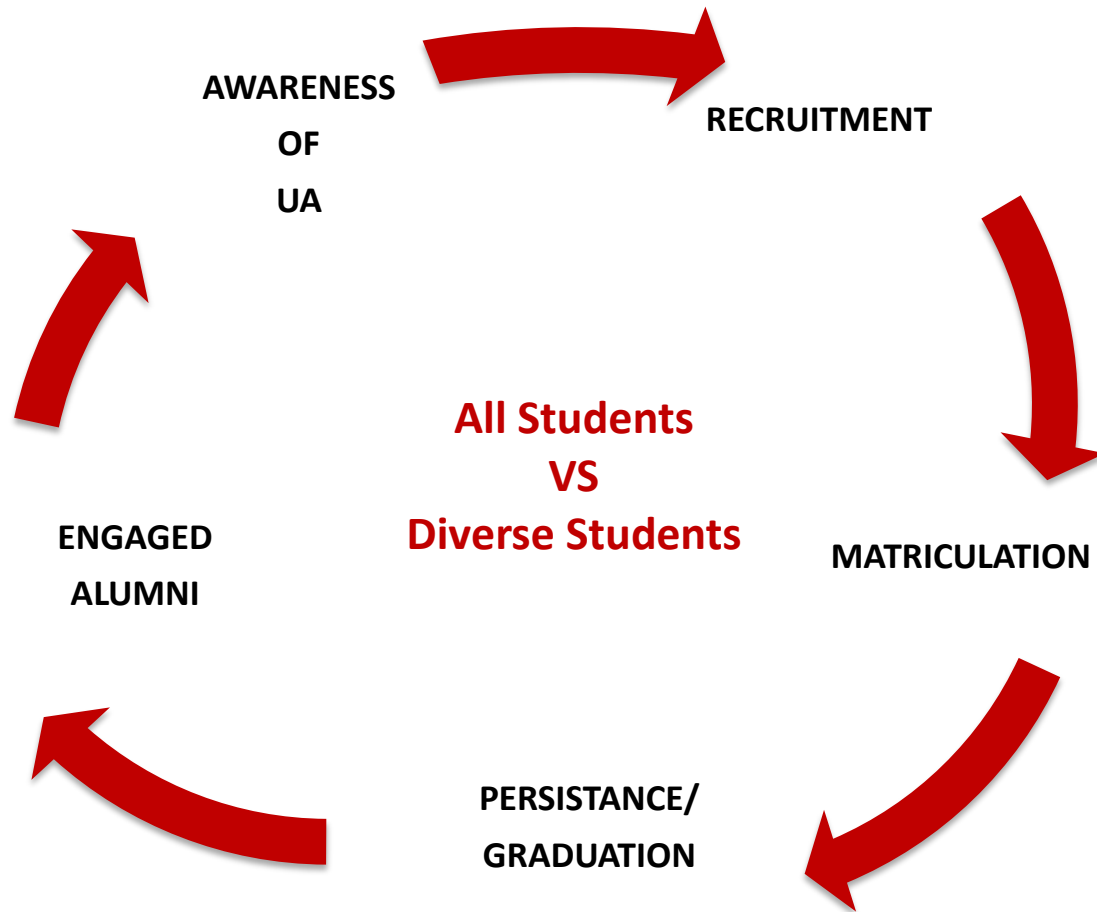 AWARENESS
OF
UA
RECRUITMENT
All Students
VS
Diverse Students
ENGAGED
ALUMNI
MATRICULATION
PERSISTANCE/
GRADUATION